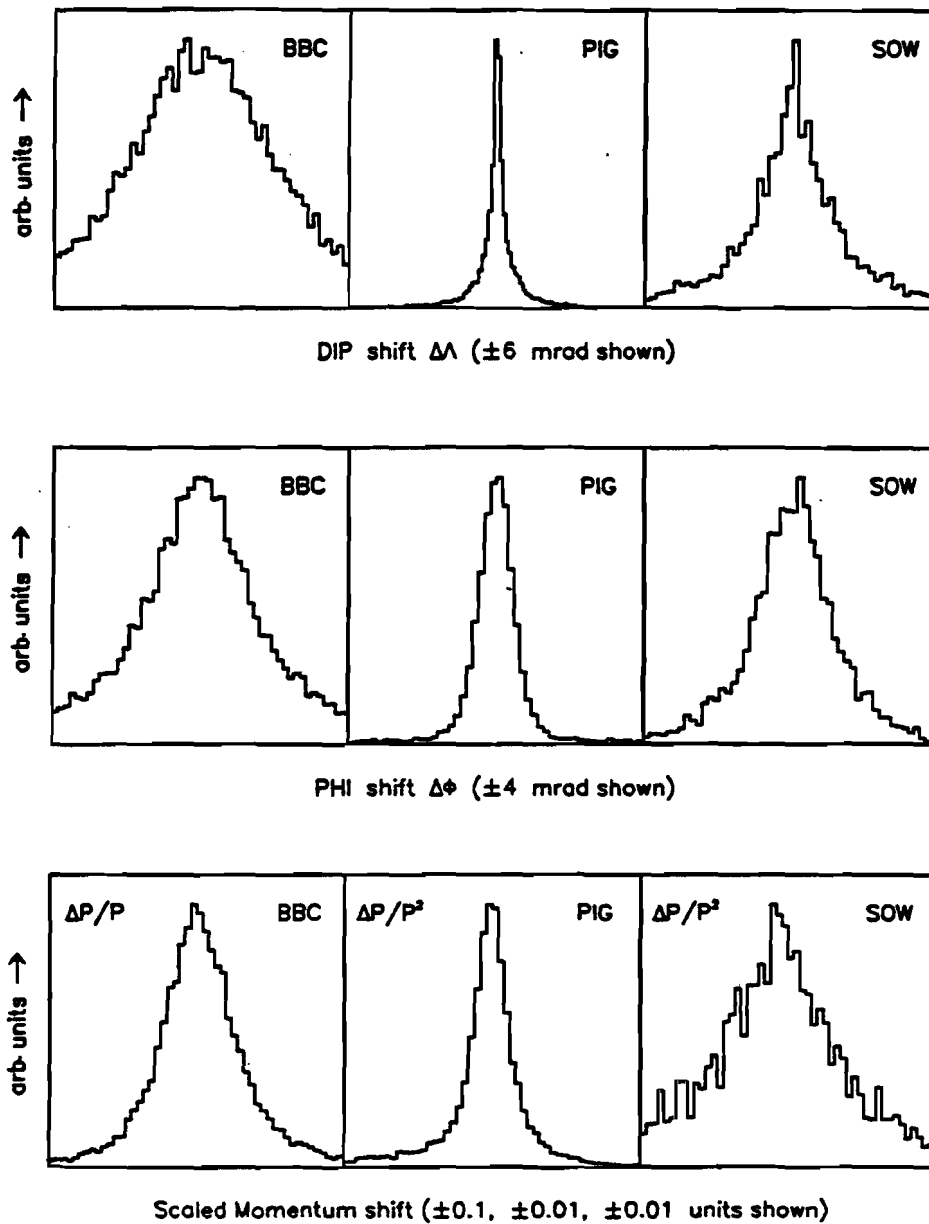 BBC PIG SOW
arb. units →
DIP shift ΔΛ (±6 mrad shown)
BBC PIG SOW
arb. units →
PHI shift ΔΦ (±4 mrad shown)
ΔP/P BBC ΔP/P² PIG ΔP/P² SOW
arb. units →
Scaled Momentum shift (±0.1, ±0.01, ±0.01 units shown)